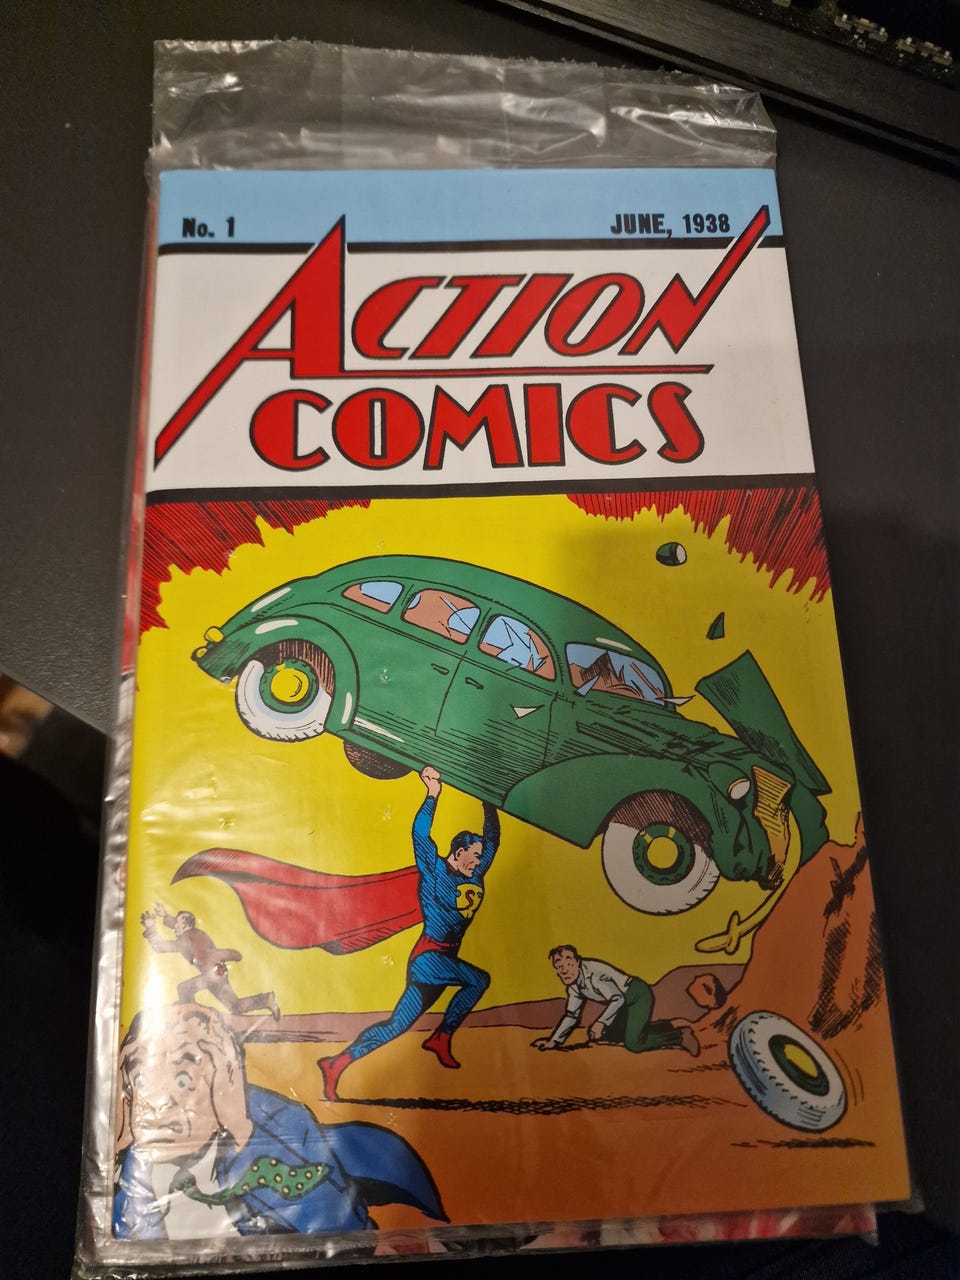 No. 1
JUNE, 1938
ACTION
COMICS
S